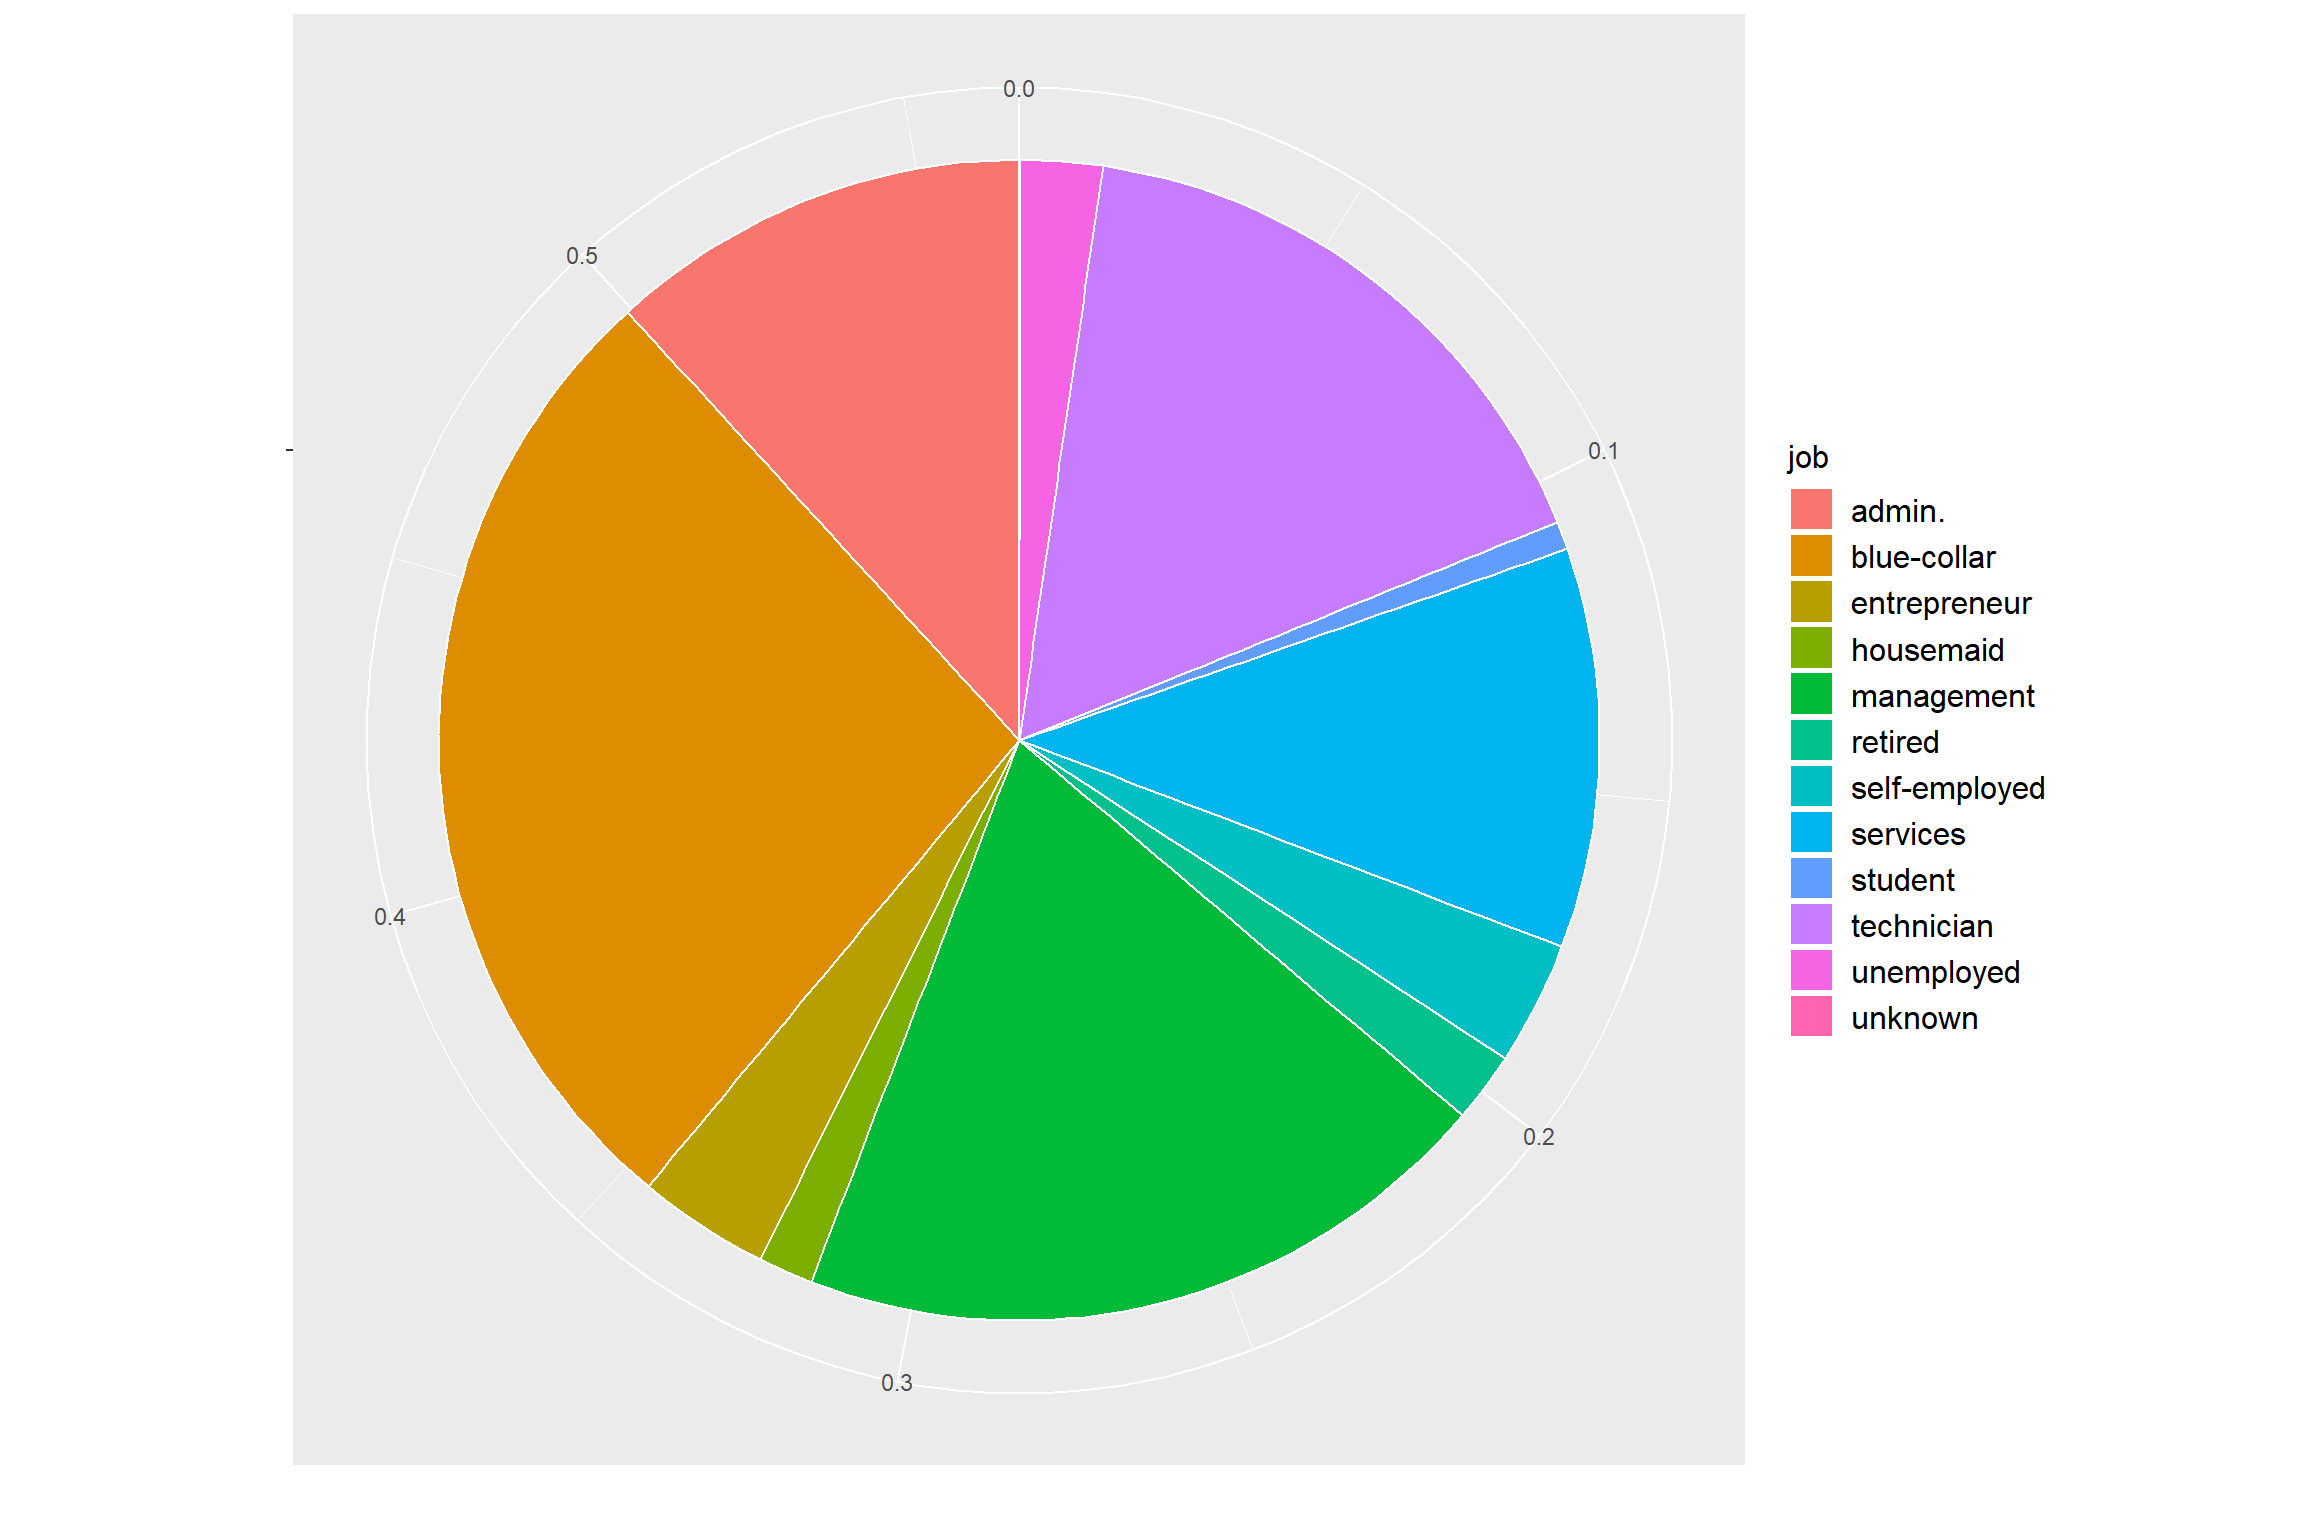 0.0
0.5
0.1
0.4
0.2
0.3
job
admin.
blue-collar
entrepreneur
housemaid
management
retired
self-employed
services
student
technician
unemployed
unknown